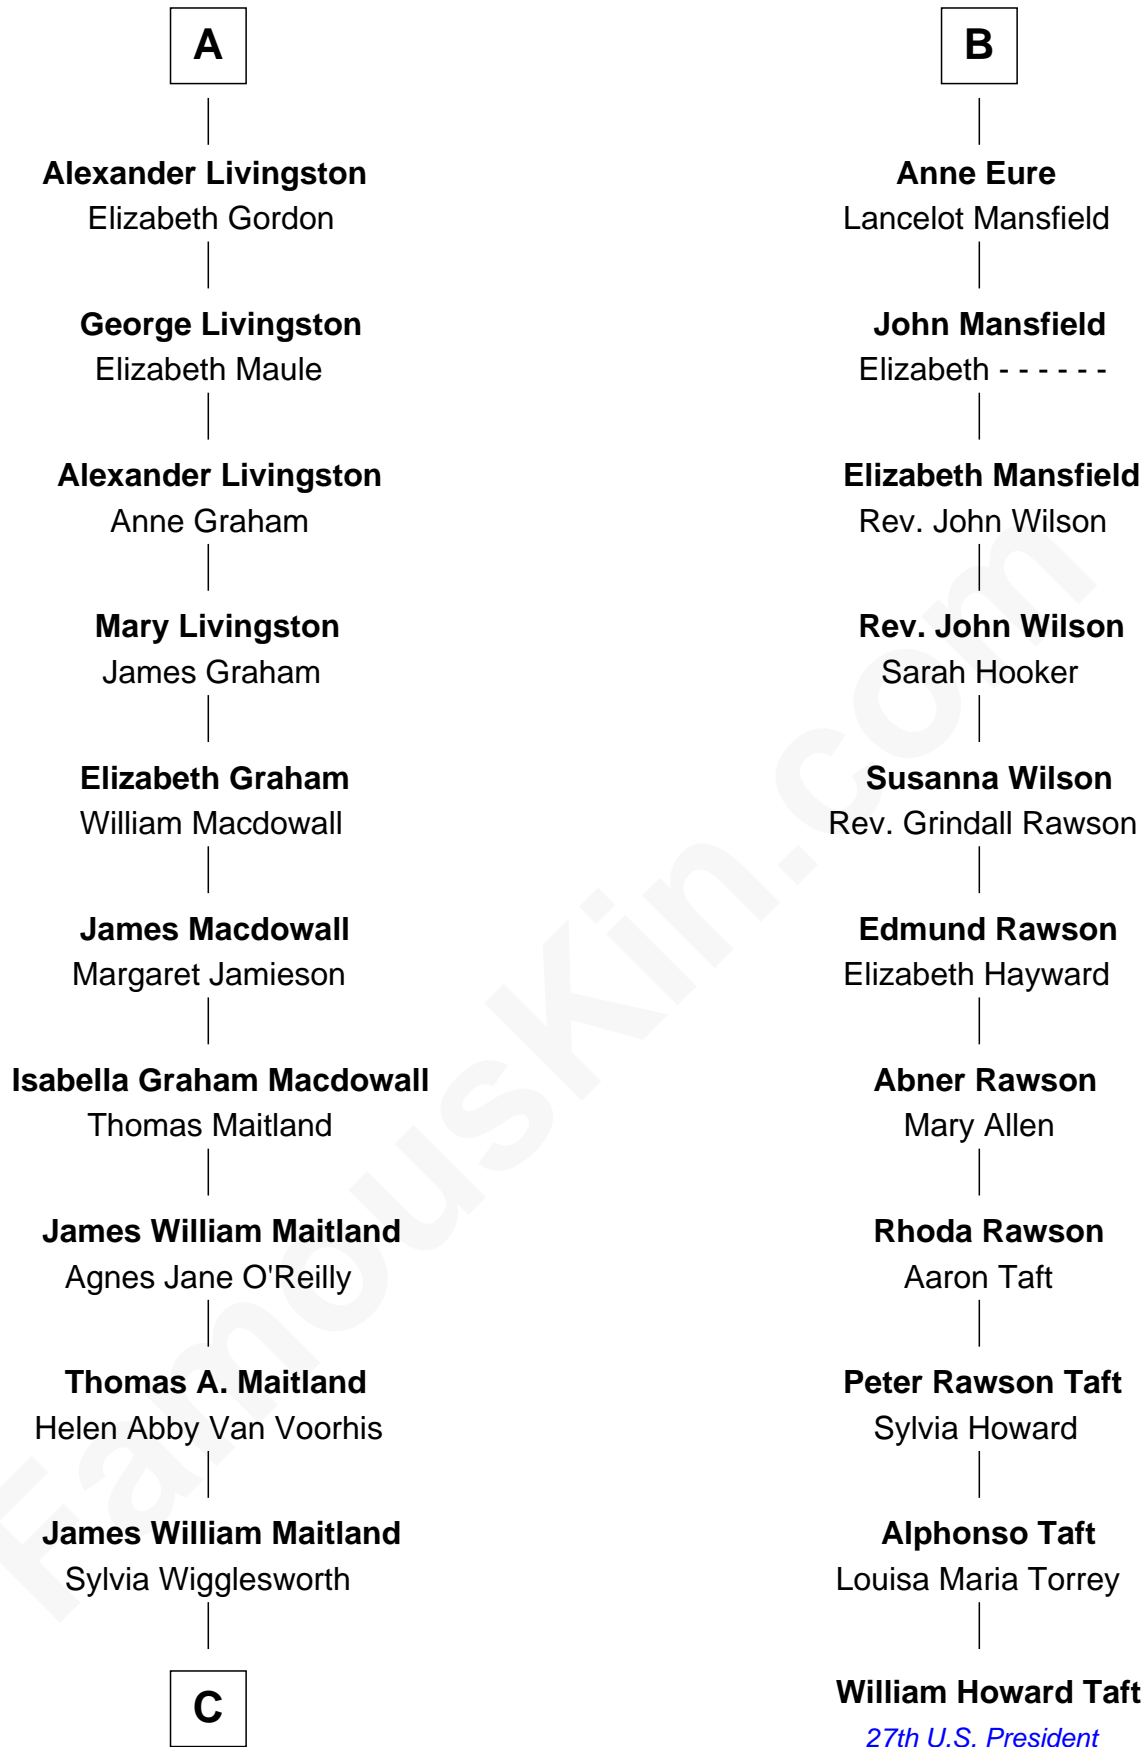 A
Alexander Livingston
Elizabeth Gordon
George Livingston
Elizabeth Maule
Alexander Livingston
Anne Graham
Mary Livingston
James Graham
Elizabeth Graham
William Macdowall
James Macdowall
Margaret Jamieson
Isabella Graham Macdowall
Thomas Maitland
James William Maitland
Agnes Jane O'Reilly
Thomas A. Maitland
Helen Abby Van Voorhis
James William Maitland
Sylvia Wigglesworth
C
B
Anne Eure
Lancelot Mansfield
John Mansfield
Elizabeth - - - - - -
Elizabeth Mansfield
Rev. John Wilson
Rev. John Wilson
Sarah Hooker
Susanna Wilson
Rev. Grindall Rawson
Edmund Rawson
Elizabeth Hayward
Abner Rawson
Mary Allen
Rhoda Rawson
Aaron Taft
Peter Rawson Taft
Sylvia Howard
Alphonso Taft
Louisa Maria Torrey
William Howard Taft
27th U.S. President
FamousKin.com